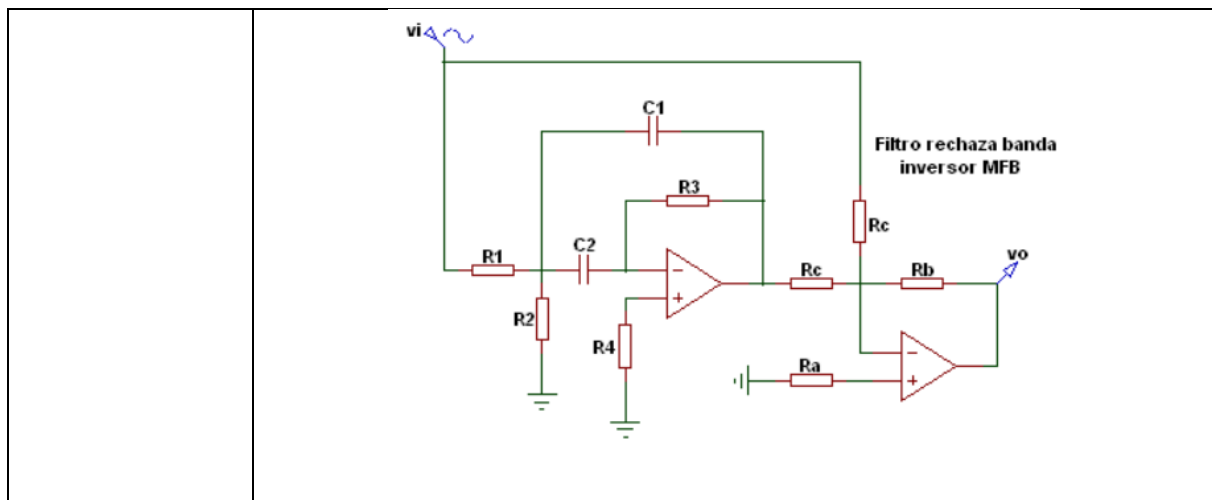 vi
C1
Filtro rechaza banda
inversor MFB
R3
Rc
R1
C2
Rc
Rb
vo
R2
R4
Ra